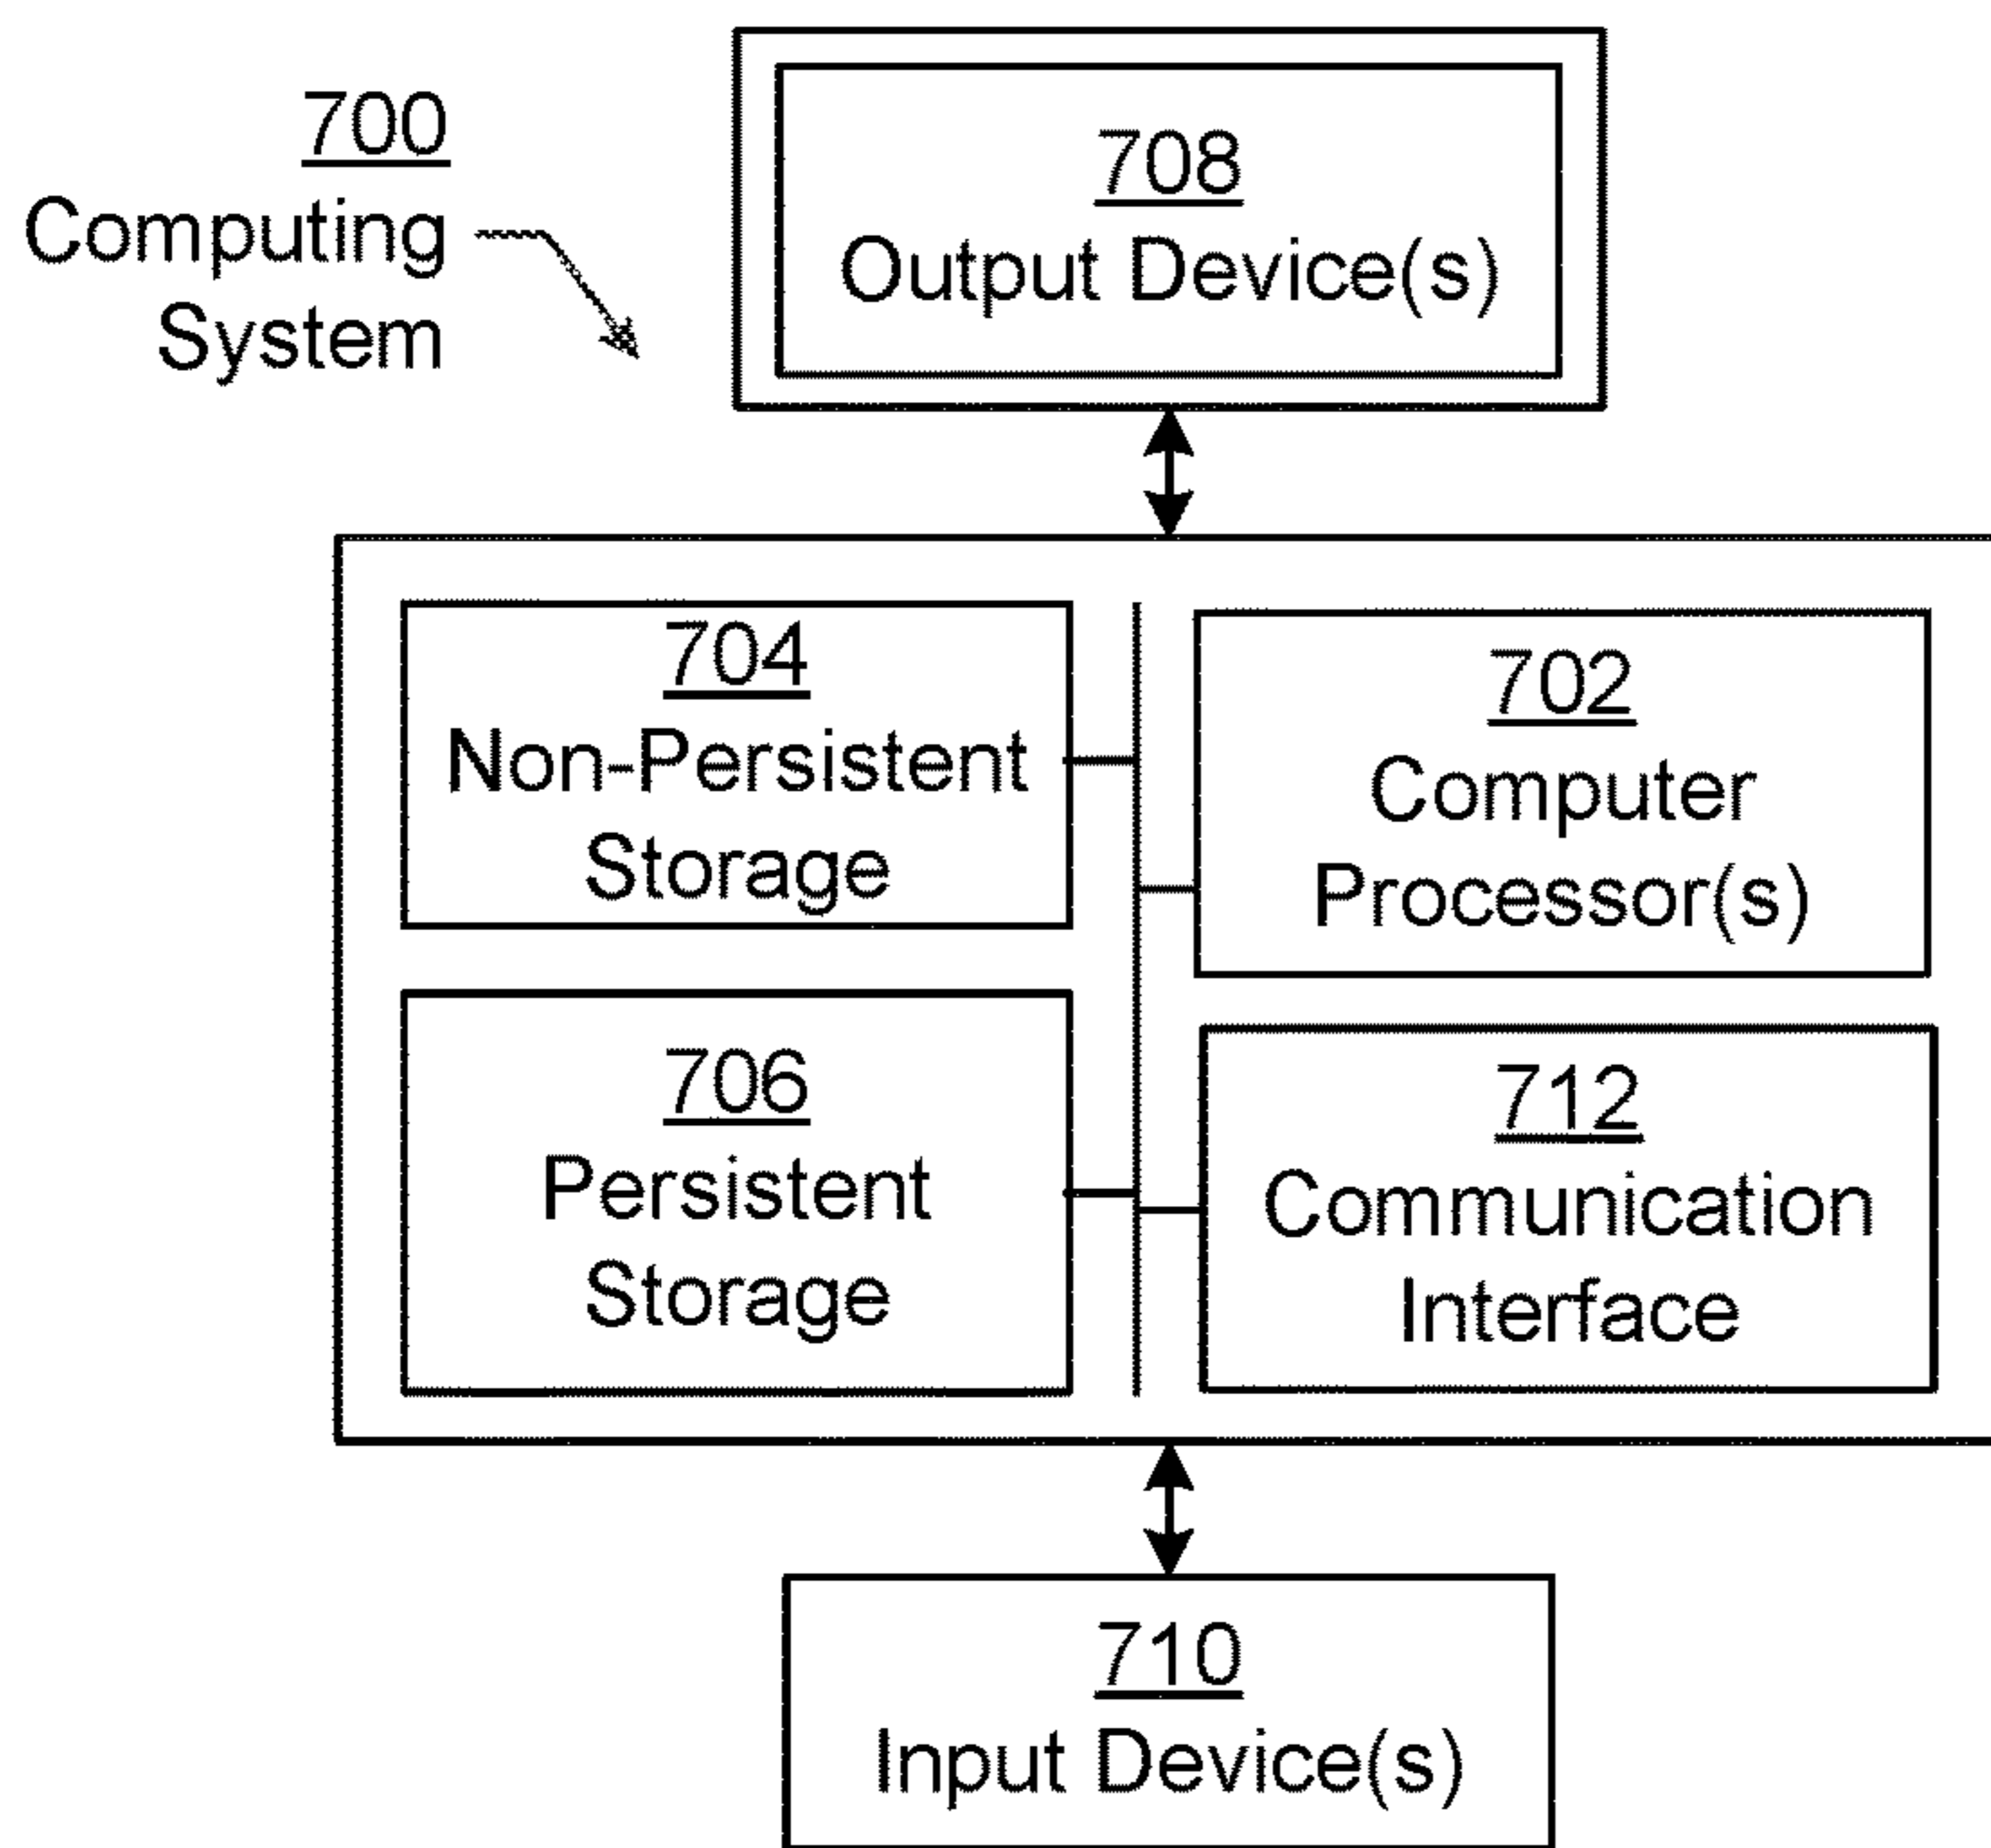 700
Computing
System
708
Output Device(s)
704
Non-Persistent
Storage
702
Computer
Processor(s)
706
Persistent
Storage
712
Communication
Interface
710
Input Device(s)